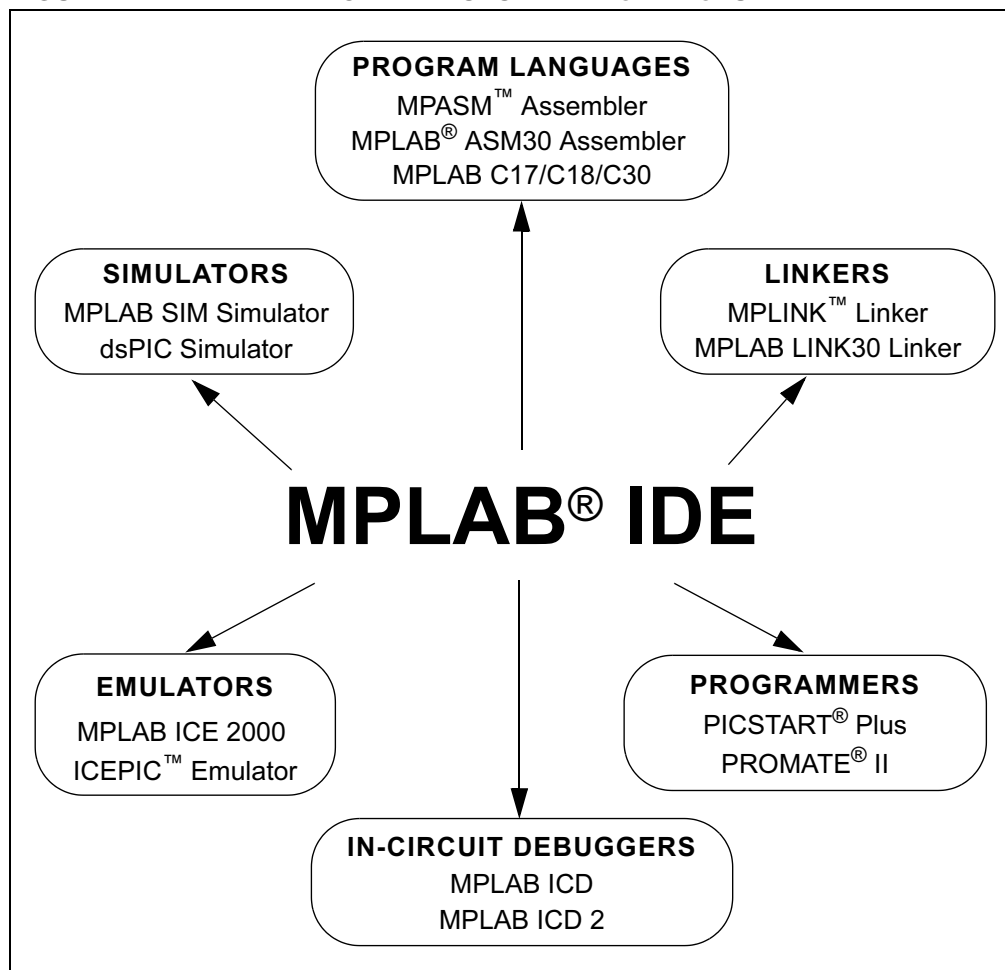 PROGRAM LANGUAGES
MPASM™ Assembler
MPLAB® ASM30 Assembler
MPLAB C17/C18/C30
SIMULATORS
MPLAB SIM Simulator
dsPIC Simulator
LINKERS
MPLINK™ Linker
MPLAB LINK30 Linker
MPLAB® IDE
EMULATORS
MPLAB ICE 2000
ICEPIC™ Emulator
PROGRAMMERS
PICSTART® Plus
PROMATE® II
IN-CIRCUIT DEBUGGERS
MPLAB ICD
MPLAB ICD 2